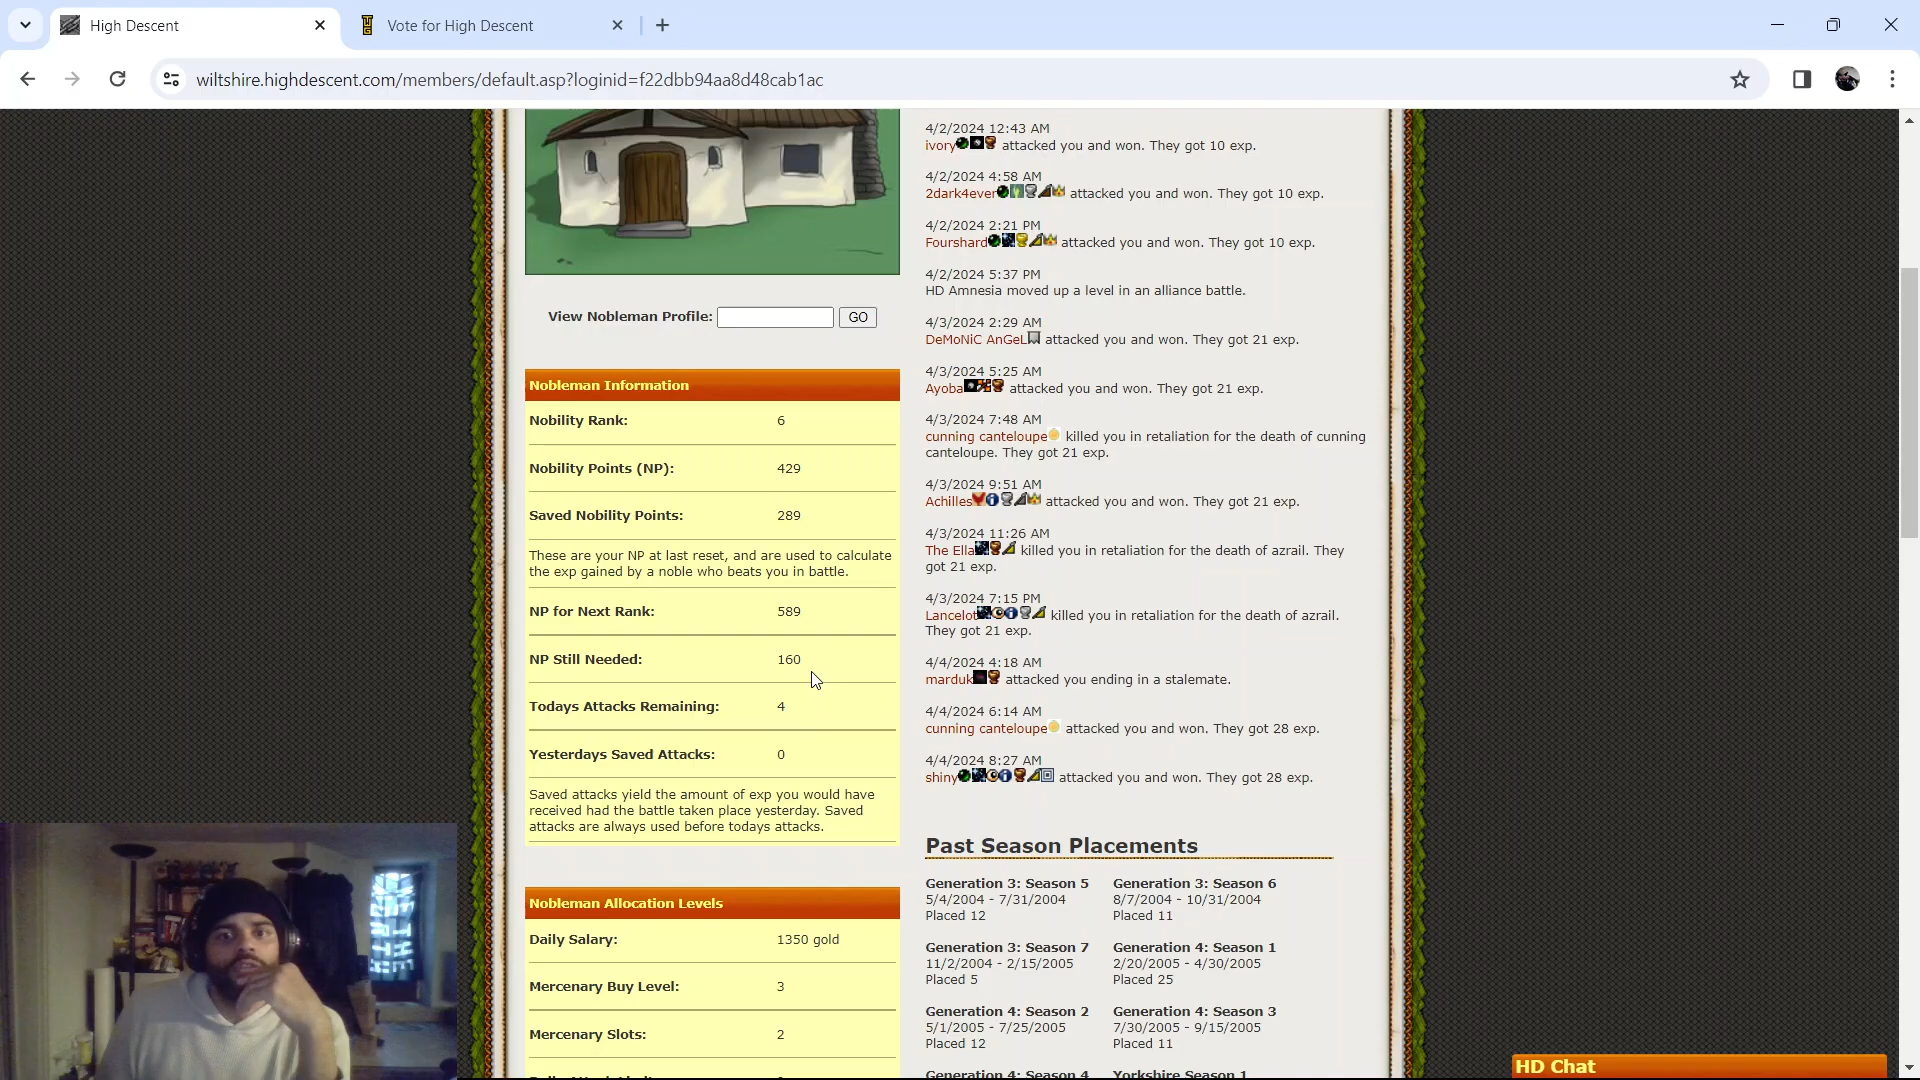 High Descent
Vote for High Descent
wiltshire.highdescent.com/members/default.asp?loginid=f22dbb94aa8d48cab1ac
View Nobleman Profile:
GO
Nobleman Information
Nobility Rank: 6
Nobility Points (NP): 429
Saved Nobility Points: 289
These are your NP at last reset, and are used to calculate
the exp gained by a noble who beats you in battle.
NP for Next Rank: 589
NP Still Needed: 160
Todays Attacks Remaining: 4
Yesterdays Saved Attacks: 0
Saved attacks yield the amount of exp you would have
received had the battle taken place yesterday. Saved
attacks are always used before todays attacks.
Nobleman Allocation Levels
Daily Salary: 1350 gold
Mercenary Buy Level: 3
Mercenary Slots: 2
4/2/2024 12:43 AM
ivory attacked you and won. They got 10 exp.
4/2/2024 4:58 AM
2dark4ever attacked you and won. They got 10 exp.
4/2/2024 2:21 PM
Fourshard attacked you and won. They got 10 exp.
4/2/2024 5:37 PM
HD Amnesia moved up a level in an alliance battle.
4/3/2024 2:29 AM
DeMoNiC AnGeL attacked you and won. They got 21 exp.
4/3/2024 5:25 AM
Ayoba attacked you and won. They got 21 exp.
4/3/2024 7:48 AM
cunning canteloupe killed you in retaliation for the death of cunning
canteloupe. They got 21 exp.
4/3/2024 9:51 AM
Achilles attacked you and won. They got 21 exp.
4/3/2024 11:26 AM
The Ella killed you in retaliation for the death of azrail. They
got 21 exp.
4/3/2024 7:15 PM
Lancelot killed you in retaliation for the death of azrail.
They got 21 exp.
4/4/2024 4:18 AM
marduk attacked you ending in a stalemate.
4/4/2024 6:14 AM
cunning canteloupe attacked you and won. They got 28 exp.
4/4/2024 8:27 AM
shiny attacked you and won. They got 28 exp.
Past Season Placements
Generation 3: Season 5
5/4/2004 - 7/31/2004
Placed 12
Generation 3: Season 6
8/7/2004 - 10/31/2004
Placed 11
Generation 3: Season 7
11/2/2004 - 2/15/2005
Placed 5
Generation 4: Season 1
2/20/2005 - 4/30/2005
Placed 25
Generation 4: Season 2
5/1/2005 - 7/25/2005
Placed 12
Generation 4: Season 3
7/30/2005 - 9/15/2005
Placed 11
Generation 4: Season 4
Yorkshire Season 1
HD Chat